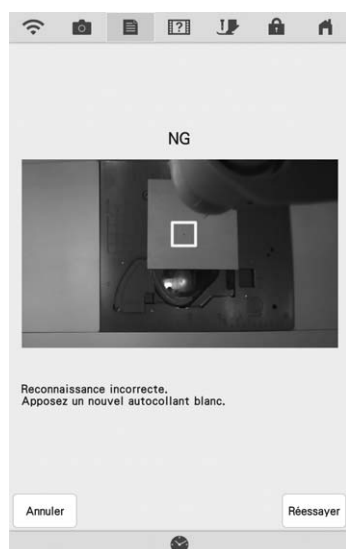 NG
Reconnaissance incorrecte.
Apposez un nouvel autocollant blanc.
Annuler
Réessayer